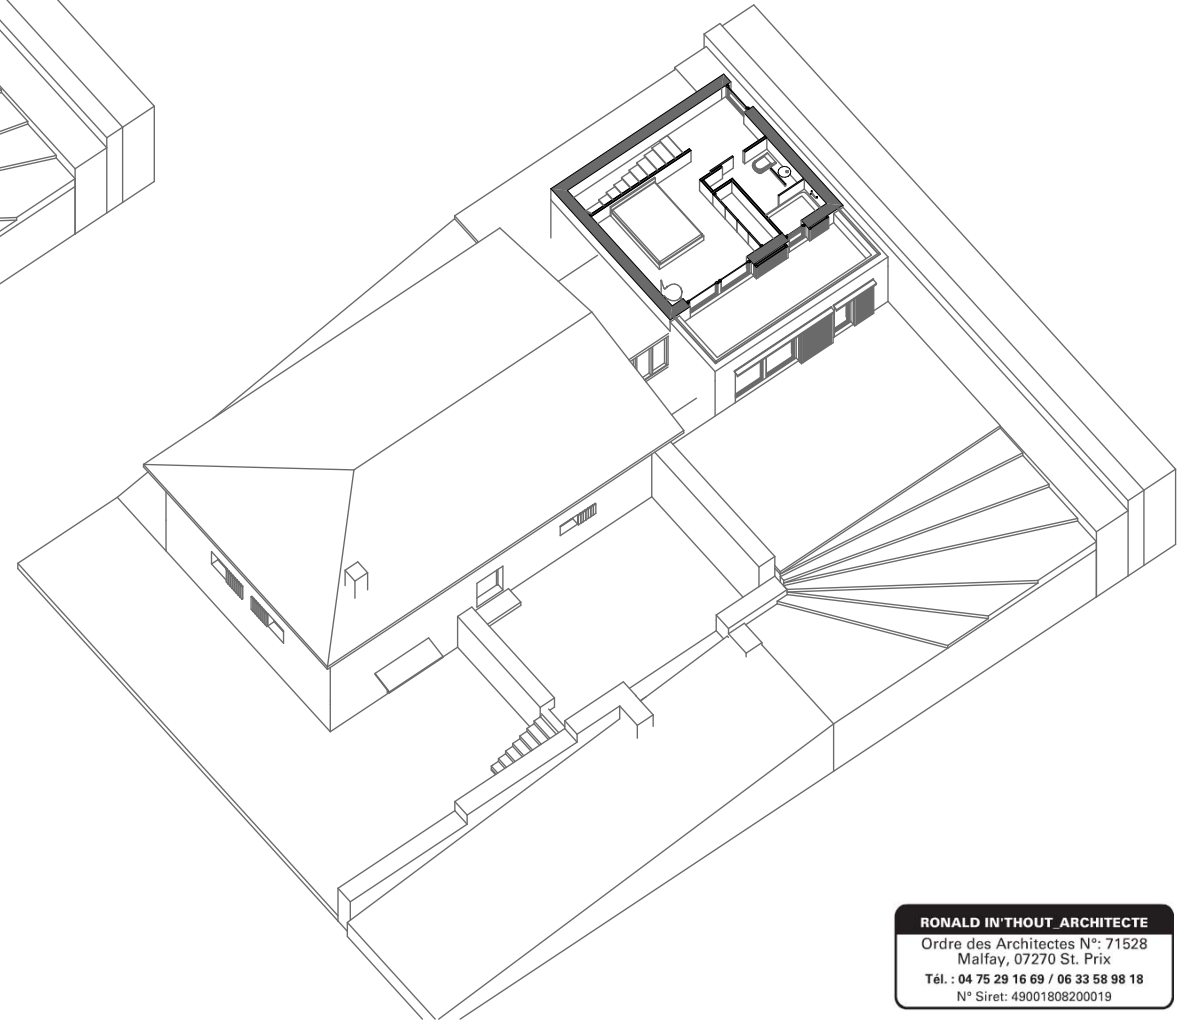 RONALD IN'THOUT_ARCHITECTE
Ordre des Architectes N°: 71528
Malfay, 07270 St. Prix
Tél. : 04 75 29 16 69 / 06 33 58 98 18
N° Siret: 49001808200019